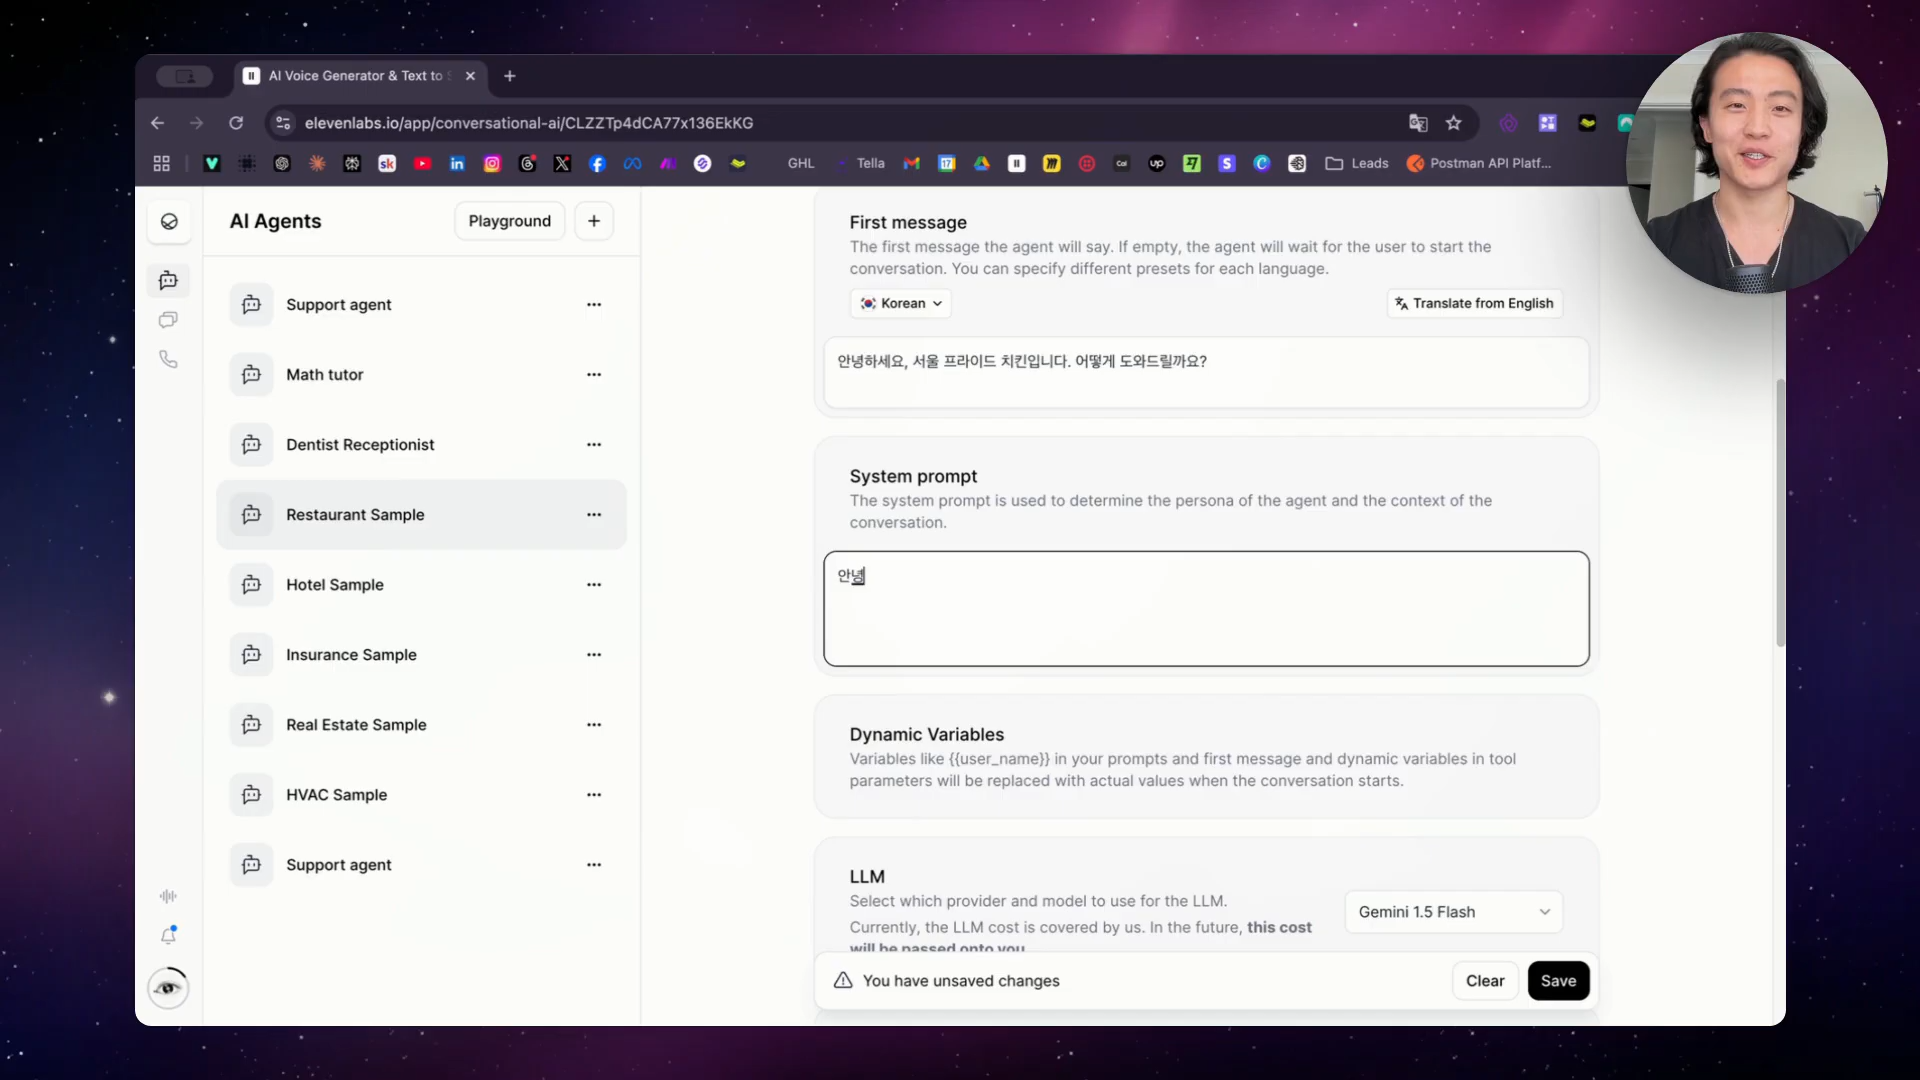 AI Voice Generator & Text to S
elevenlabs.io/app/conversational-ai/CLZZTp4dCA77x136EkKG
GHL
Tella
Leads
Postman API Platf...
AI Agents
Playground
Support agent
Math tutor
Dentist Receptionist
Restaurant Sample
Hotel Sample
Insurance Sample
Real Estate Sample
HVAC Sample
Support agent
First message
The first message the agent will say. If empty, the agent will wait for the user to start the
conversation. You can specify different presets for each language.
Korean
Translate from English
안녕하세요, 서울 프라이드 치킨입니다. 어떻게 도와드릴까요?
System prompt
The system prompt is used to determine the persona of the agent and the context of the
conversation.
안녕
Dynamic Variables
Variables like {{user_name}} in your prompts and first message and dynamic variables in tool
parameters will be replaced with actual values when the conversation starts.
LLM
Select which provider and model to use for the LLM.
Currently, the LLM cost is covered by us. In the future, this cost
will be passed onto you
Gemini 1.5 Flash
You have unsaved changes
Clear
Save